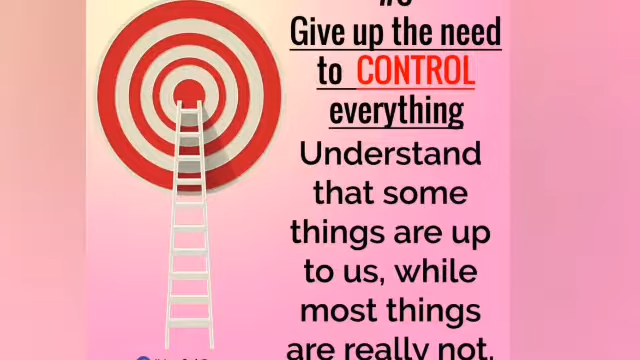 Give up the need
to CONTROL
everything
Understand
that some
things are up
to us, while
most things
are really not.